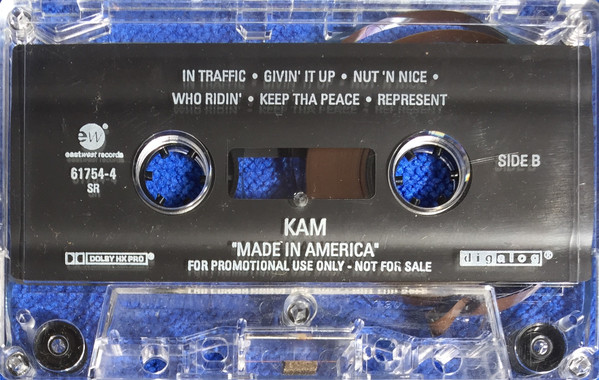 IN TRAFFIC • GIVIN' IT UP • NUT 'N NICE •
WHO RIDIN' • KEEP THA PEACE • REPRESENT
ew®
eastwest records
61754-4
SR
SIDE B
KAM
"MADE IN AMERICA"
FOR PROMOTIONAL USE ONLY - NOT FOR SALE
DOLBY HX PRO®
digalog®